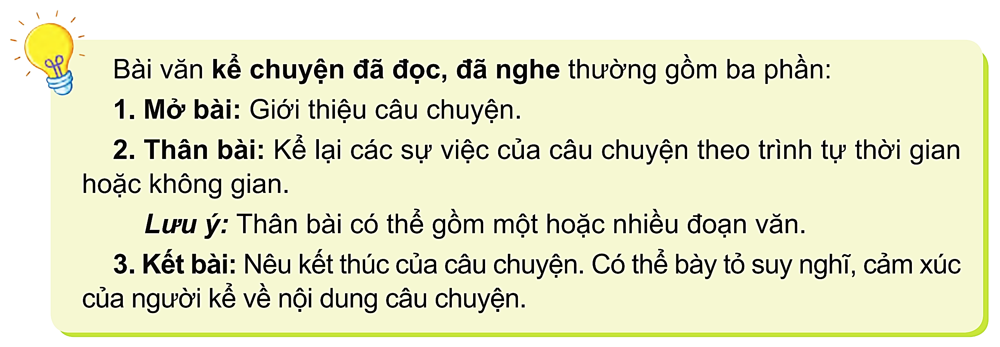 Bài văn kể chuyện đã đọc, đã nghe thường gồm ba phần:
1. Mở bài: Giới thiệu câu chuyện.
2. Thân bài: Kể lại các sự việc của câu chuyện theo trình tự thời gian
hoặc không gian.
Lưu ý: Thân bài có thể gồm một hoặc nhiều đoạn văn.
3. Kết bài: Nêu kết thúc của câu chuyện. Có thể bày tỏ suy nghĩ, cảm xúc
của người kể về nội dung câu chuyện.